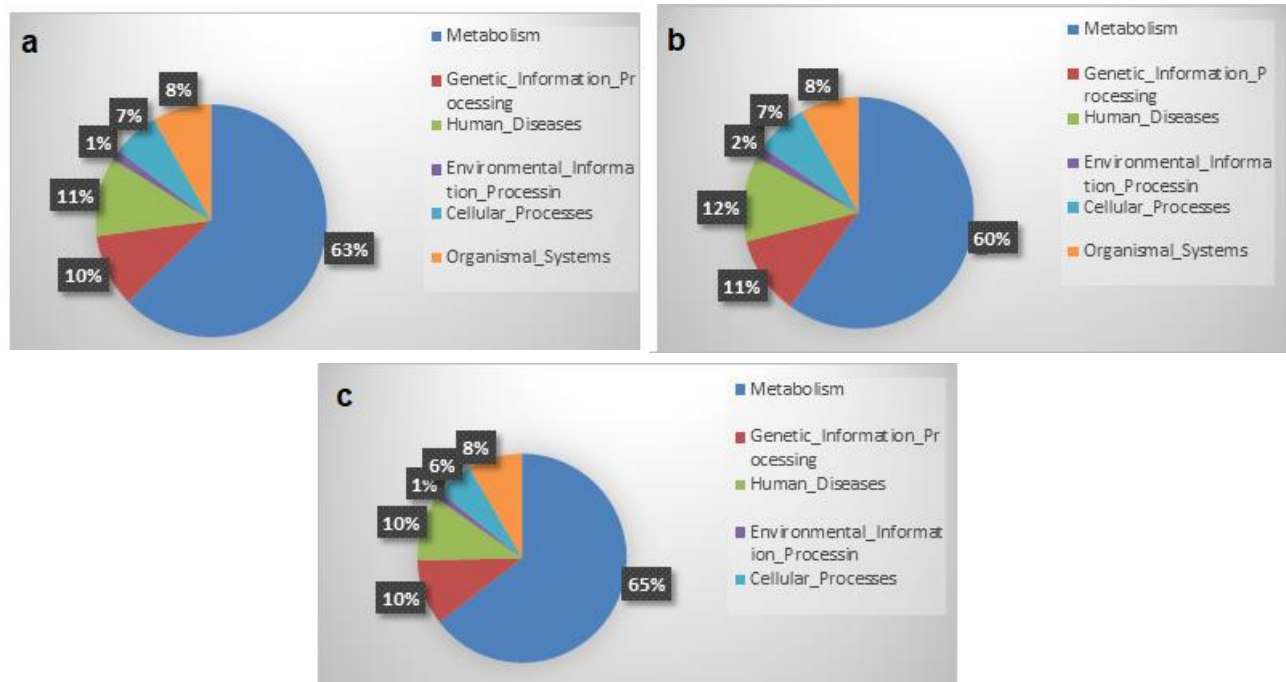 a
Metabolism
Genetic_Information_Pr
ocessing
Human_Diseases
Environmental_Informa
tion_Processin
Cellular_Processes
Organismal_Systems
8%
7%
1%
11%
10%
63%
b
Metabolism
Genetic_Information_P
rocessing
Human_Diseases
Environmental_Informa
tion_Processin
Cellular_Processes
Organismal_Systems
8%
7%
2%
12%
11%
60%
c
Metabolism
Genetic_Information_Pr
ocessing
Human_Diseases
Environmental_Informat
ion_Processin
Cellular_Processes
8%
6%
1%
10%
10%
65%